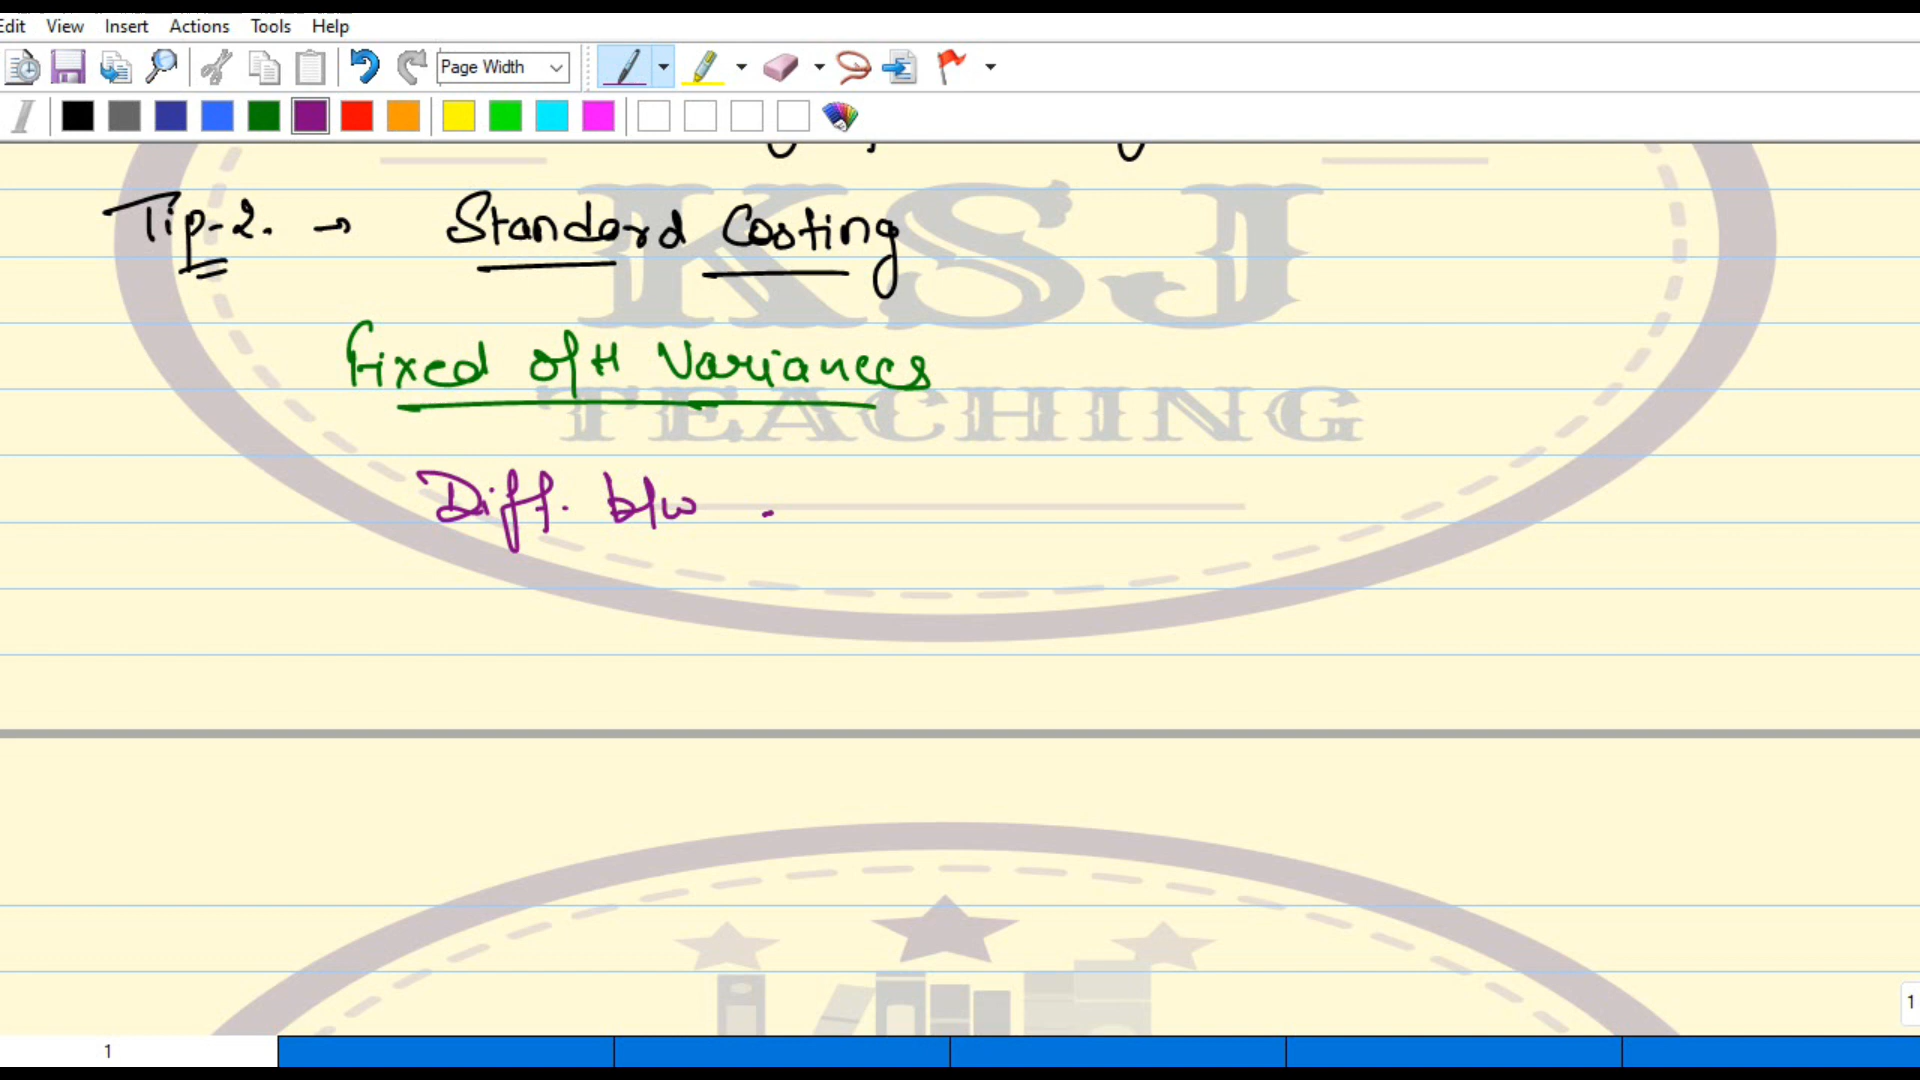 Edit View Insert Actions Tools Help
Page Width
Tip-2. → Standard Costing
Fixed o/H Variances
Diff. b/w
KSJ
TEACHING
1
1